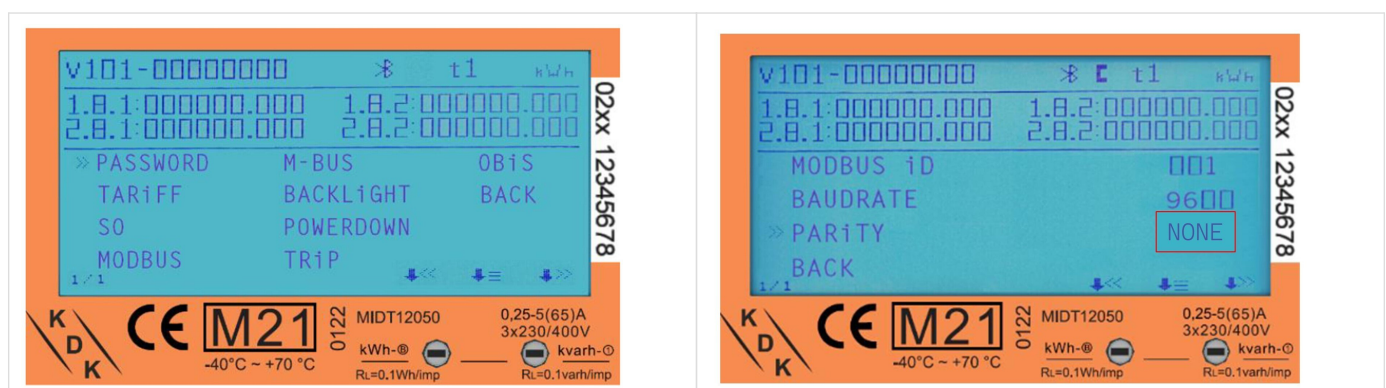 V101-00000000 t1 kWh
1.8.1:000000.000 1.8.2:000000.000
2.8.1:000000.000 2.8.2:000000.000
» PASSWORD M-BUS OBiS
TARiFF BACKLiGHT BACK
SO POWERDOWN
MODBUS TRiP
1/1 <<  >>
02xx 12345678
KDK CE M21 0122 MIDT12050 0,25-5(65)A
3x230/400V
-40°C ~ +70 °C kWh-® kvarh-①
RL=0.1Wh/imp RL=0.1varh/imp
V101-00000000 t1 kWh
1.8.1:000000.000 1.8.2:000000.000
2.8.1:000000.000 2.8.2:000000.000
MODBUS iD 001
BAUDRATE 9600
» PARiTY NONE
BACK
1/1 <<  >>
02xx 12345678
KDK CE M21 0122 MIDT12050 0,25-5(65)A
3x230/400V
-40°C ~ +70 °C kWh-® kvarh-①
RL=0.1Wh/imp RL=0.1varh/imp